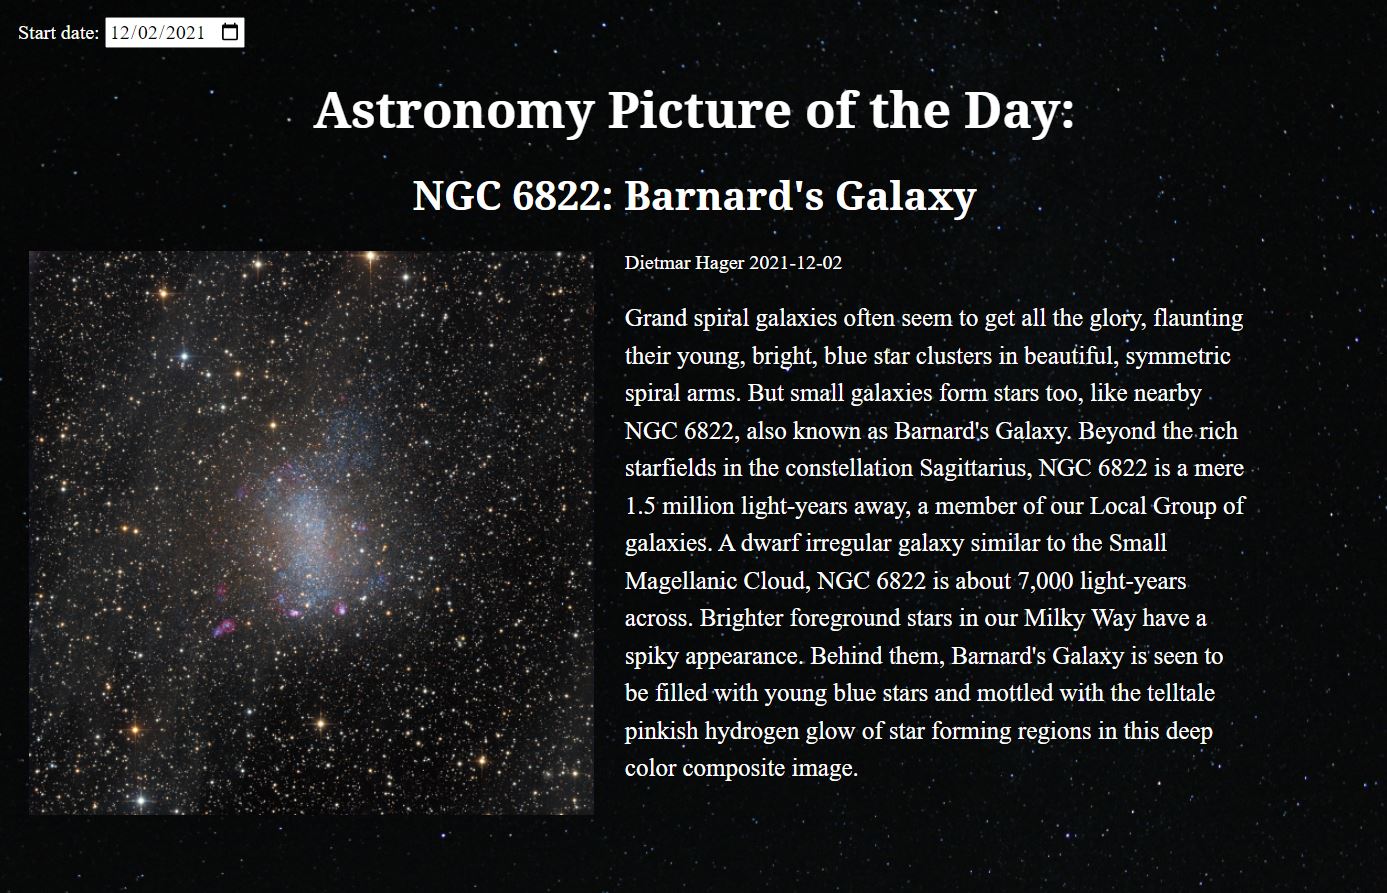 Start date: 12/02/2021
Astronomy Picture of the Day:
NGC 6822: Barnard's Galaxy
Dietmar Hager 2021-12-02
Grand spiral galaxies often seem to get all the glory, flaunting
their young, bright, blue star clusters in beautiful, symmetric
spiral arms. But small galaxies form stars too, like nearby
NGC 6822, also known as Barnard's Galaxy. Beyond the rich
starfields in the constellation Sagittarius, NGC 6822 is a mere
1.5 million light-years away, a member of our Local Group of
galaxies. A dwarf irregular galaxy similar to the Small
Magellanic Cloud, NGC 6822 is about 7,000 light-years
across. Brighter foreground stars in our Milky Way have a
spiky appearance. Behind them, Barnard's Galaxy is seen to
be filled with young blue stars and mottled with the telltale
pinkish hydrogen glow of star forming regions in this deep
color composite image.